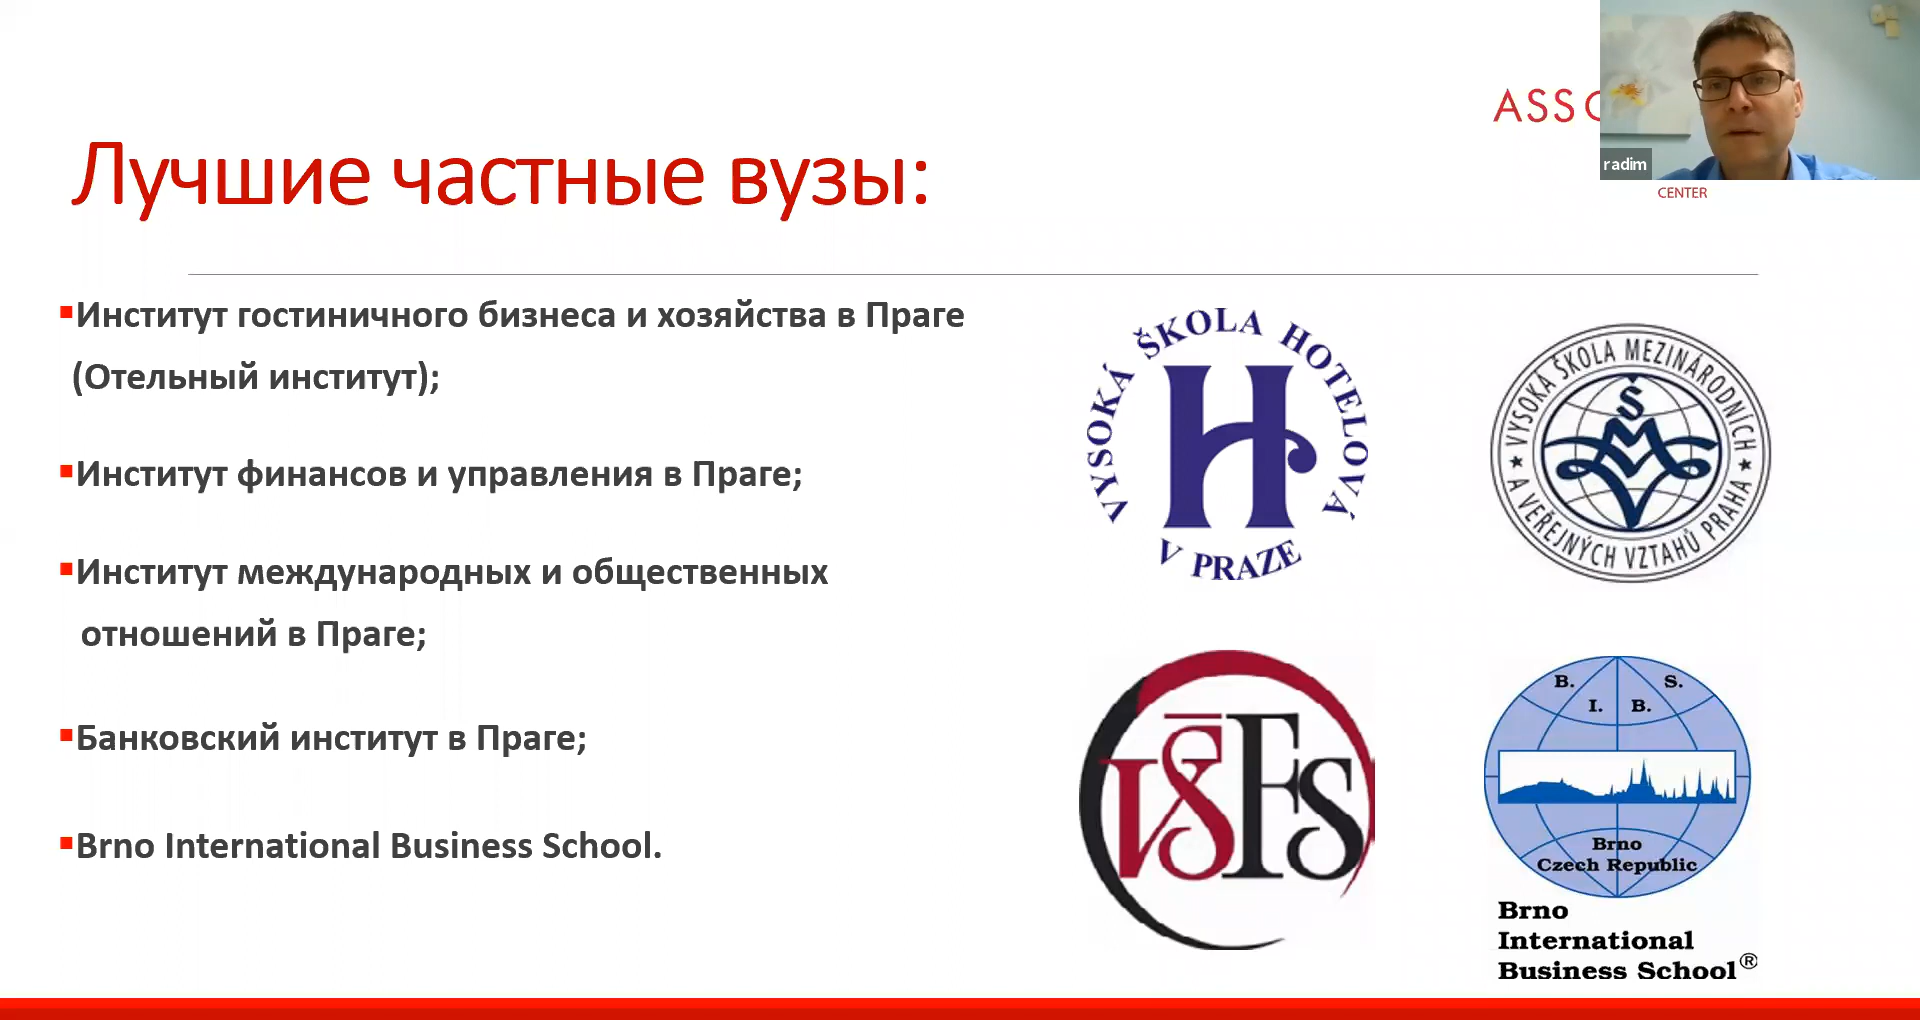 ASSO
radim
CENTER
Лучшие частные вузы:
Институт гостиничного бизнеса и хозяйства в Праге
(Отельный институт);
Институт финансов и управления в Праге;
Институт международных и общественных
отношений в Праге;
Банковский институт в Праге;
Brno International Business School.
VYSOKÁ ŠKOLA HOTELOVÁ
H
V PRAZE
VYSOKÁ ŠKOLA MEZINÁRODNÍCH
A VEŘEJNÝCH VZTAHŮ PRAHA
VŠFS
B. S.
I. B.
Brno
Czech Republic
Brno
International
Business School®